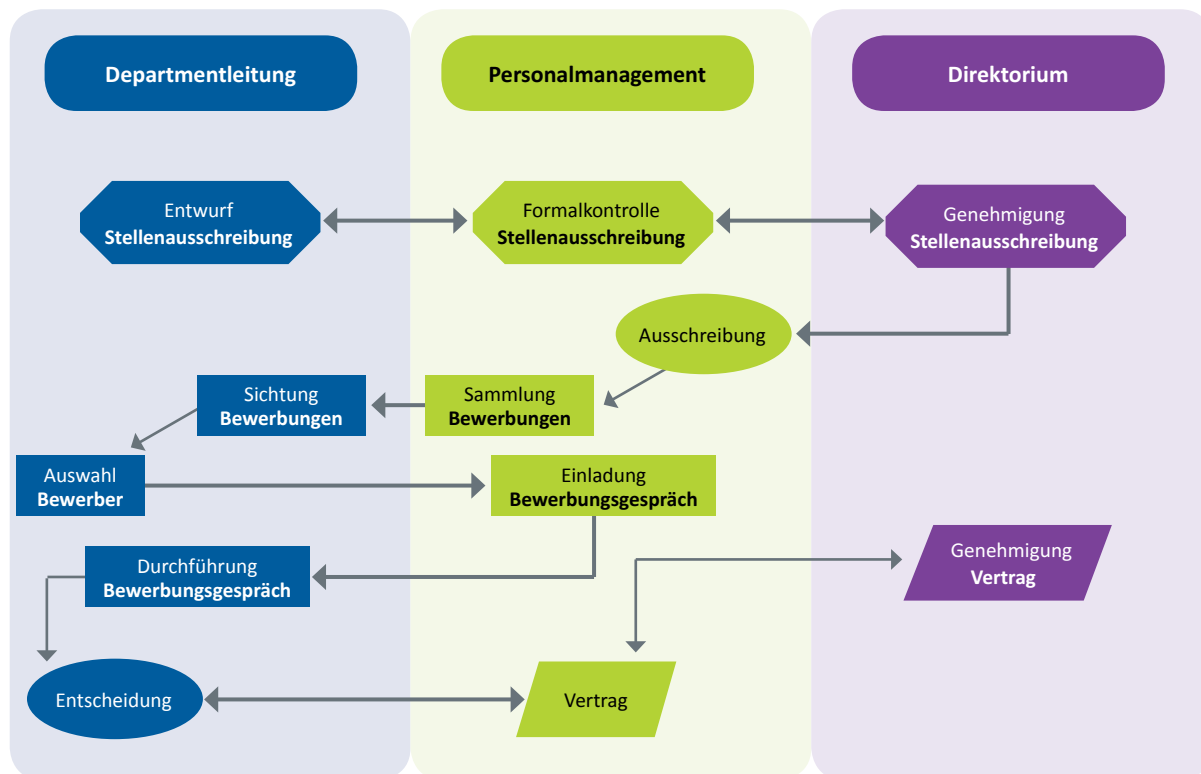 Departmentleitung
Personalmanagement
Direktorium
Entwurf
Stellenausschreibung
Formalkontrolle
Stellenausschreibung
Genehmigung
Stellenausschreibung
Ausschreibung
Sichtung
Bewerbungen
Sammlung
Bewerbungen
Auswahl
Bewerber
Einladung
Bewerbungsgespräch
Durchführung
Bewerbungsgespräch
Genehmigung
Vertrag
Entscheidung
Vertrag